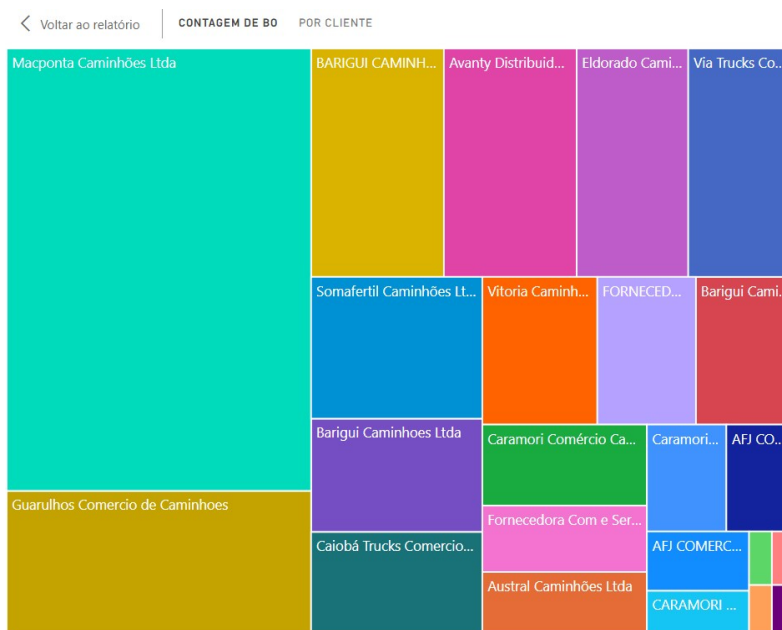 Voltar ao relatório
CONTAGEM DE BO
POR CLIENTE
Macponta Caminhões Ltda
BARIGUI CAMINH...
Avanty Distribuid...
Eldorado Cami...
Via Trucks Co...
Somafertil Caminhões Lt...
Vitoria Caminh...
FORNECED...
Barigui Cami...
Barigui Caminhoes Ltda
Caramori Comércio Ca...
Caramori...
AFJ CO...
Guarulhos Comercio de Caminhoes
Fornecedora Com e Ser...
Caiobá Trucks Comercio...
AFJ COMERC...
Austral Caminhões Ltda
CARAMORI ...